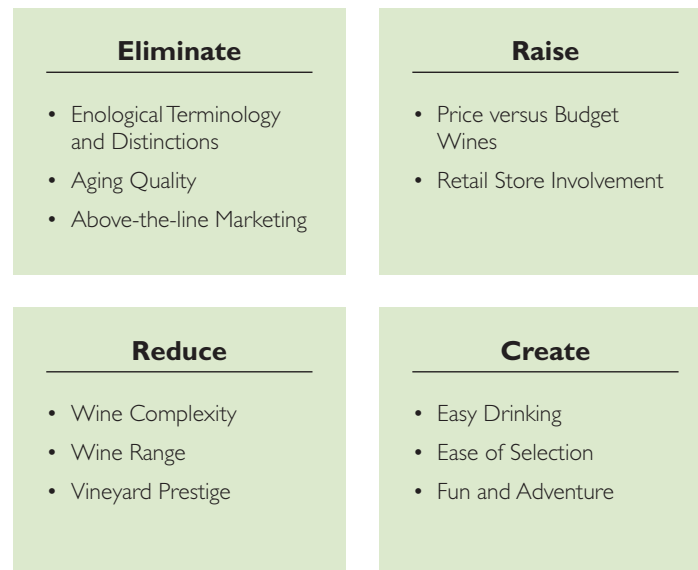 Eliminate
• Enological Terminology
and Distinctions
• Aging Quality
• Above-the-line Marketing
Raise
• Price versus Budget
Wines
• Retail Store Involvement
Reduce
• Wine Complexity
• Wine Range
• Vineyard Prestige
Create
• Easy Drinking
• Ease of Selection
• Fun and Adventure